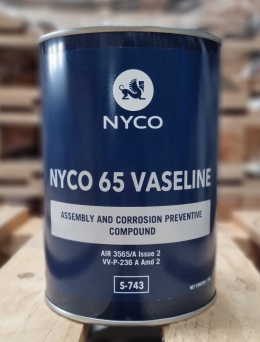 NYCO
NYCO 65 VASELINE
ASSEMBLY AND CORROSION PREVENTIVE
COMPOUND
AIR 3565/A Issue 2
VV-P-236 A Amd 2
S-743